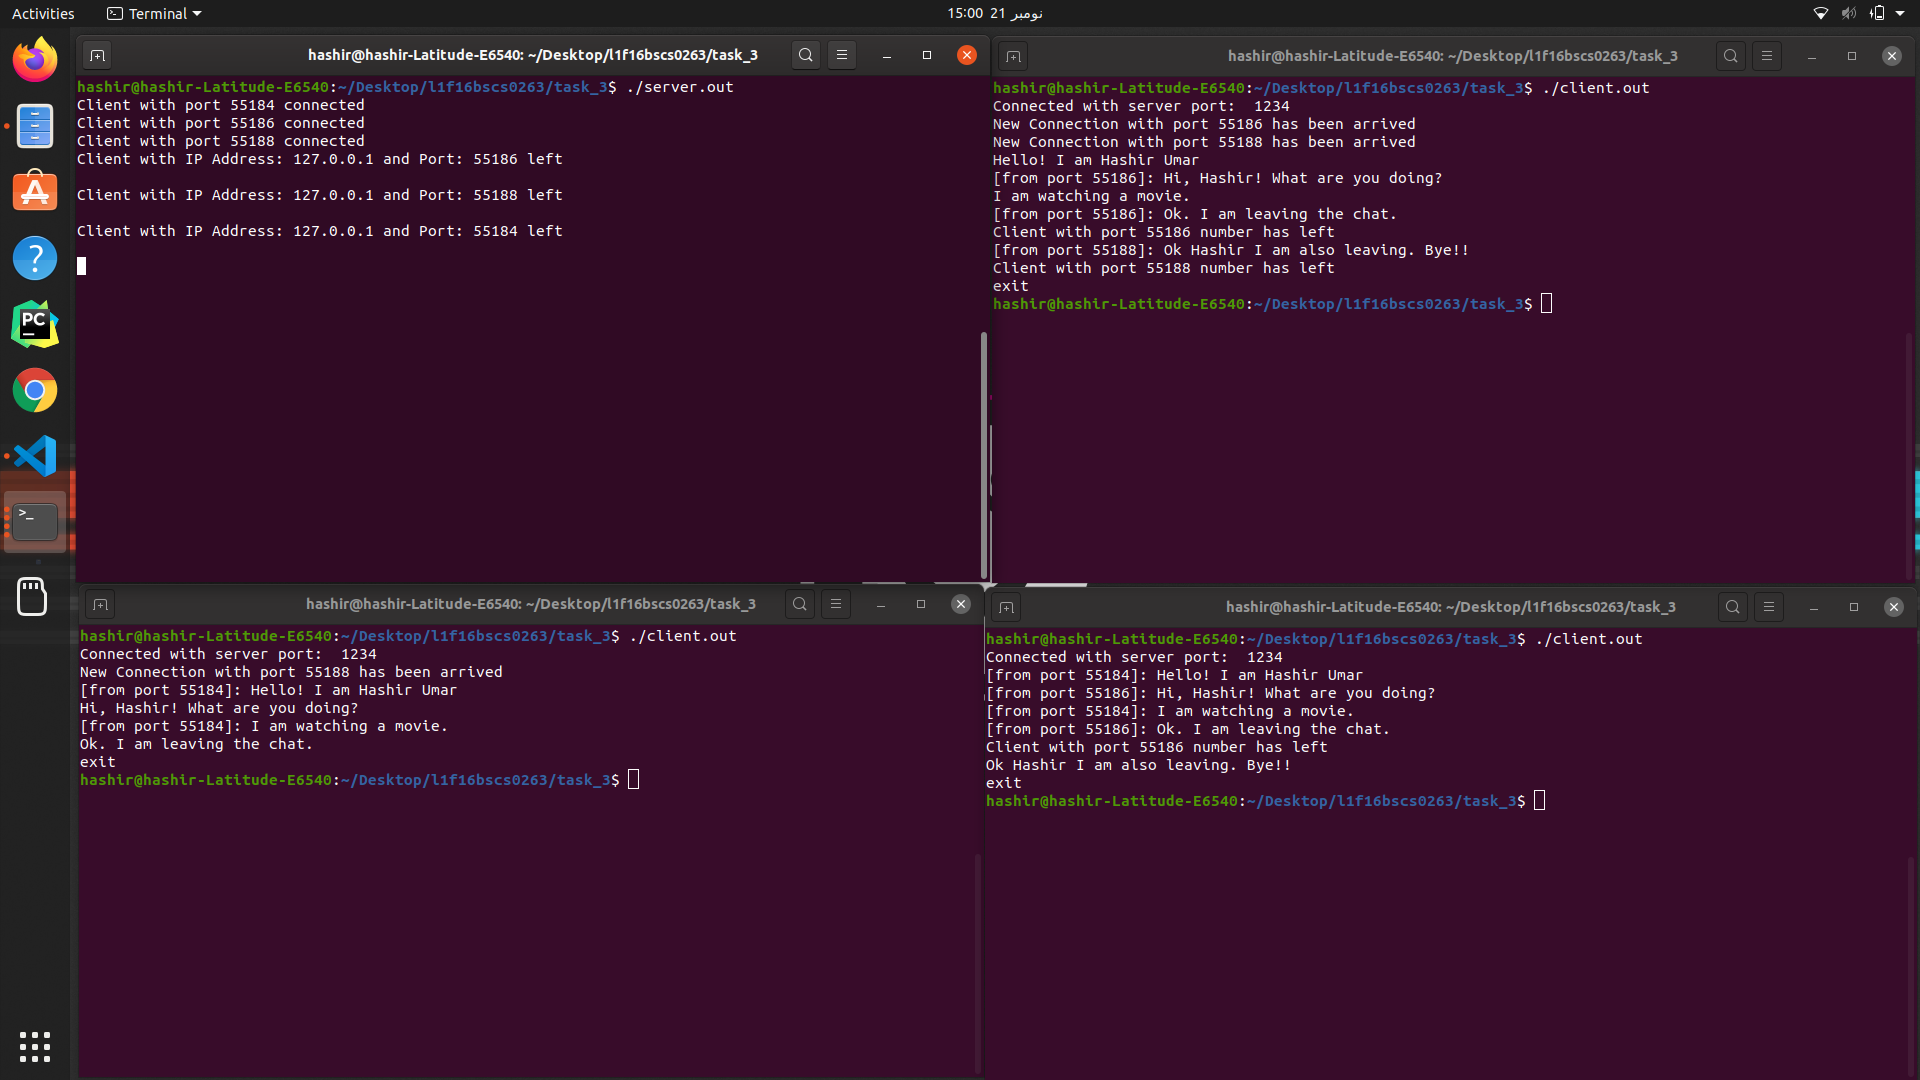 Activities
Terminal
15:00 21 نومبر
hashir@hashir-Latitude-E6540: ~/Desktop/l1f16bscs0263/task_3
hashir@hashir-Latitude-E6540:~/Desktop/l1f16bscs0263/task_3$ ./server.out
Client with port 55184 connected
Client with port 55186 connected
Client with port 55188 connected
Client with IP Address: 127.0.0.1 and Port: 55186 left
Client with IP Address: 127.0.0.1 and Port: 55188 left
Client with IP Address: 127.0.0.1 and Port: 55184 left
hashir@hashir-Latitude-E6540: ~/Desktop/l1f16bscs0263/task_3
hashir@hashir-Latitude-E6540:~/Desktop/l1f16bscs0263/task_3$ ./client.out
Connected with server port:  1234
New Connection with port 55186 has been arrived
New Connection with port 55188 has been arrived
Hello! I am Hashir Umar
[from port 55186]: Hi, Hashir! What are you doing?
I am watching a movie.
[from port 55186]: Ok. I am leaving the chat.
Client with port 55186 number has left
[from port 55188]: Ok Hashir I am also leaving. Bye!!
Client with port 55188 number has left
exit
hashir@hashir-Latitude-E6540:~/Desktop/l1f16bscs0263/task_3$
hashir@hashir-Latitude-E6540: ~/Desktop/l1f16bscs0263/task_3
hashir@hashir-Latitude-E6540:~/Desktop/l1f16bscs0263/task_3$ ./client.out
Connected with server port:  1234
New Connection with port 55188 has been arrived
[from port 55184]: Hello! I am Hashir Umar
Hi, Hashir! What are you doing?
[from port 55184]: I am watching a movie.
Ok. I am leaving the chat.
exit
hashir@hashir-Latitude-E6540:~/Desktop/l1f16bscs0263/task_3$
hashir@hashir-Latitude-E6540: ~/Desktop/l1f16bscs0263/task_3
hashir@hashir-Latitude-E6540:~/Desktop/l1f16bscs0263/task_3$ ./client.out
Connected with server port:  1234
[from port 55184]: Hello! I am Hashir Umar
[from port 55186]: Hi, Hashir! What are you doing?
[from port 55184]: I am watching a movie.
[from port 55186]: Ok. I am leaving the chat.
Client with port 55186 number has left
Ok Hashir I am also leaving. Bye!!
exit
hashir@hashir-Latitude-E6540:~/Desktop/l1f16bscs0263/task_3$
PC